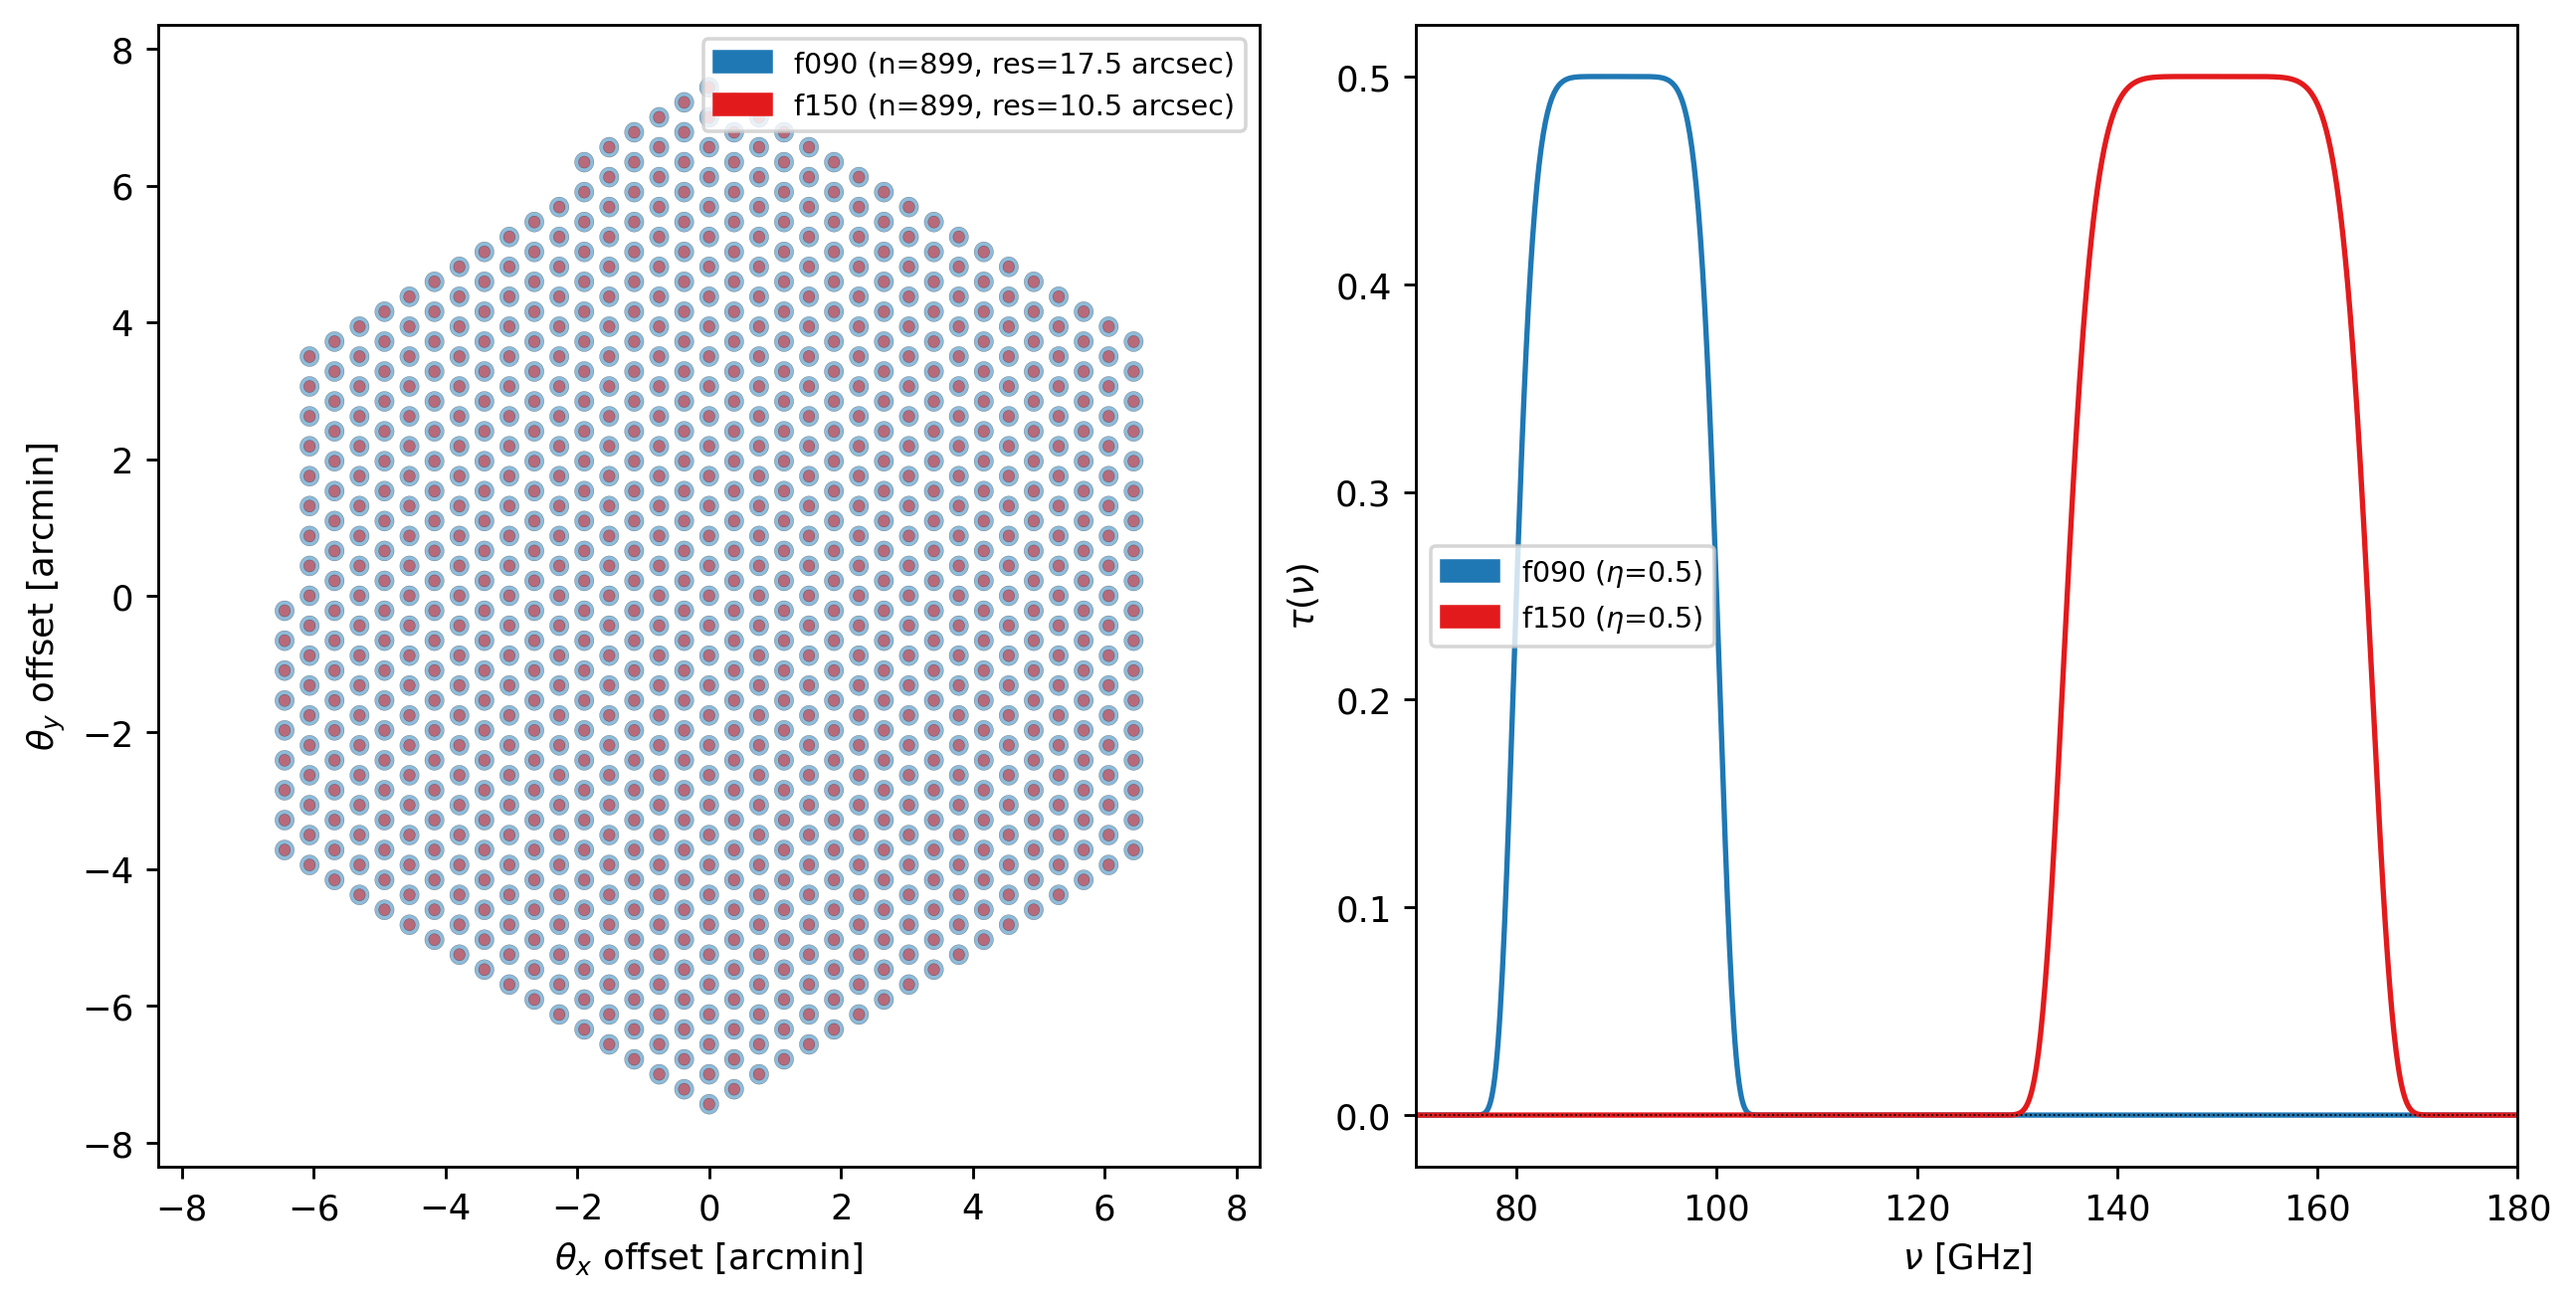 f090 (n=899, res=17.5 arcsec)
f150 (n=899, res=10.5 arcsec)
8
6
4
2
0
−2
−4
−6
−8
θy offset [arcmin]
−8 −6 −4 −2 0 2 4 6 8
θx offset [arcmin]
0.5
0.4
0.3
0.2
0.1
0.0
τ(ν)
f090 (η=0.5)
f150 (η=0.5)
80 100 120 140 160 180
ν [GHz]